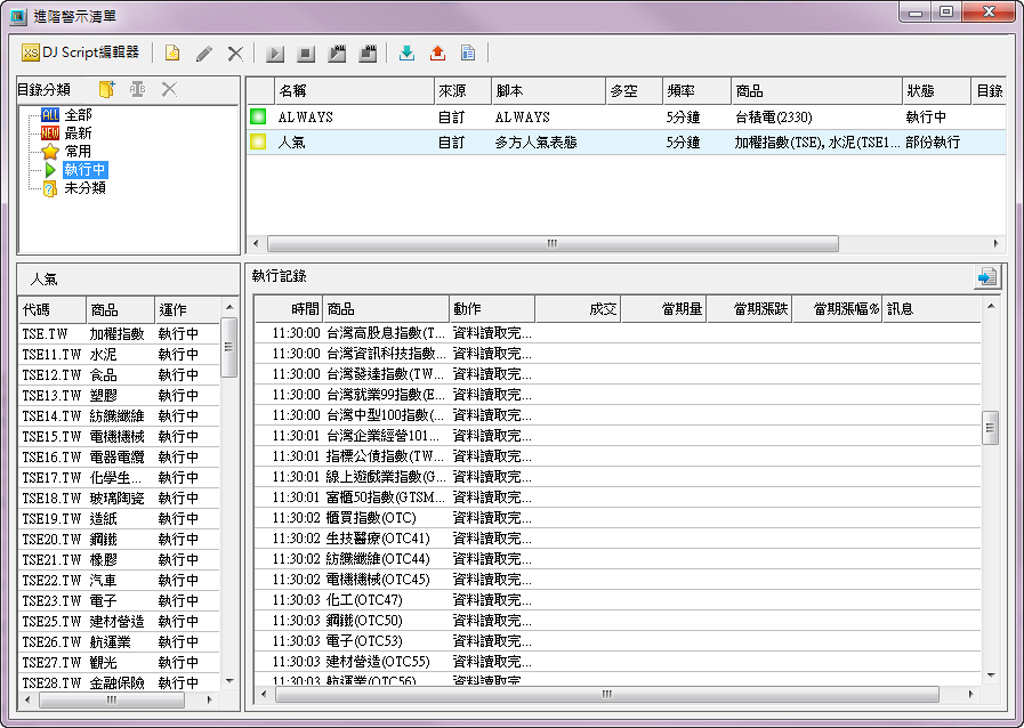 進階警示清單
XS DJ Script編輯器
目錄分類
ALL 全部
NEW 最新
常用
執行中
未分類
名稱 來源 腳本 多空 頻率 商品 狀態 目錄
ALWAYS 自訂 ALWAYS 5分鐘 台積電(2330) 執行中
人氣 自訂 多方人氣表態 5分鐘 加權指數(TSE), 水泥(TSE1... 部份執行
人氣
代碼 商品 運作
TSE.TW 加權指數 執行中
TSE11.TW 水泥 執行中
TSE12.TW 食品 執行中
TSE13.TW 塑膠 執行中
TSE14.TW 紡織纖維 執行中
TSE15.TW 電機機械 執行中
TSE16.TW 電器電纜 執行中
TSE17.TW 化學生... 執行中
TSE18.TW 玻璃陶瓷 執行中
TSE19.TW 造紙 執行中
TSE20.TW 鋼鐵 執行中
TSE21.TW 橡膠 執行中
TSE22.TW 汽車 執行中
TSE23.TW 電子 執行中
TSE25.TW 建材營造 執行中
TSE26.TW 航運業 執行中
TSE27.TW 觀光 執行中
TSE28.TW 金融保險 執行中
執行記錄
時間 商品 動作 成交 當期量 當期漲跌 當期漲幅% 訊息
11:30:00 台灣高股息指數(T... 資料讀取完...
11:30:00 台灣資訊科技指數... 資料讀取完...
11:30:00 台灣發達指數(TW... 資料讀取完...
11:30:00 台灣就業99指數(E... 資料讀取完...
11:30:00 台灣中型100指數(... 資料讀取完...
11:30:01 台灣企業經營101... 資料讀取完...
11:30:01 指標公債指數(TW... 資料讀取完...
11:30:01 線上遊戲業指數(G... 資料讀取完...
11:30:01 富櫃50指數(GTSM... 資料讀取完...
11:30:02 櫃買指數(OTC) 資料讀取完...
11:30:02 生技醫療(OTC41) 資料讀取完...
11:30:02 紡織纖維(OTC44) 資料讀取完...
11:30:02 電機機械(OTC45) 資料讀取完...
11:30:03 化工(OTC47) 資料讀取完...
11:30:03 鋼鐵(OTC50) 資料讀取完...
11:30:03 電子(OTC53) 資料讀取完...
11:30:03 建材營造(OTC55) 資料讀取完...
11:30:03 航運業(OTC56) 資料讀取完...